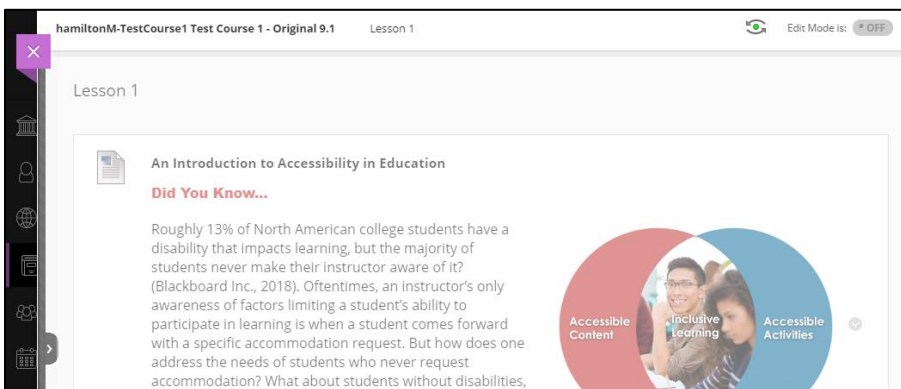 hamiltonM-TestCourse1 Test Course 1 - Original 9.1 Lesson 1 Edit Mode is: OFF
Lesson 1
An Introduction to Accessibility in Education
Did You Know...
Roughly 13% of North American college students have a
disability that impacts learning, but the majority of
students never make their instructor aware of it?
(Blackboard Inc., 2018). Oftentimes, an instructor's only
awareness of factors limiting a student's ability to
participate in learning is when a student comes forward
with a specific accommodation request. But how does one
address the needs of students who never request
accommodation? What about students without disabilities,
Accessible
Content
Inclusive
Learning
Accessible
Activities